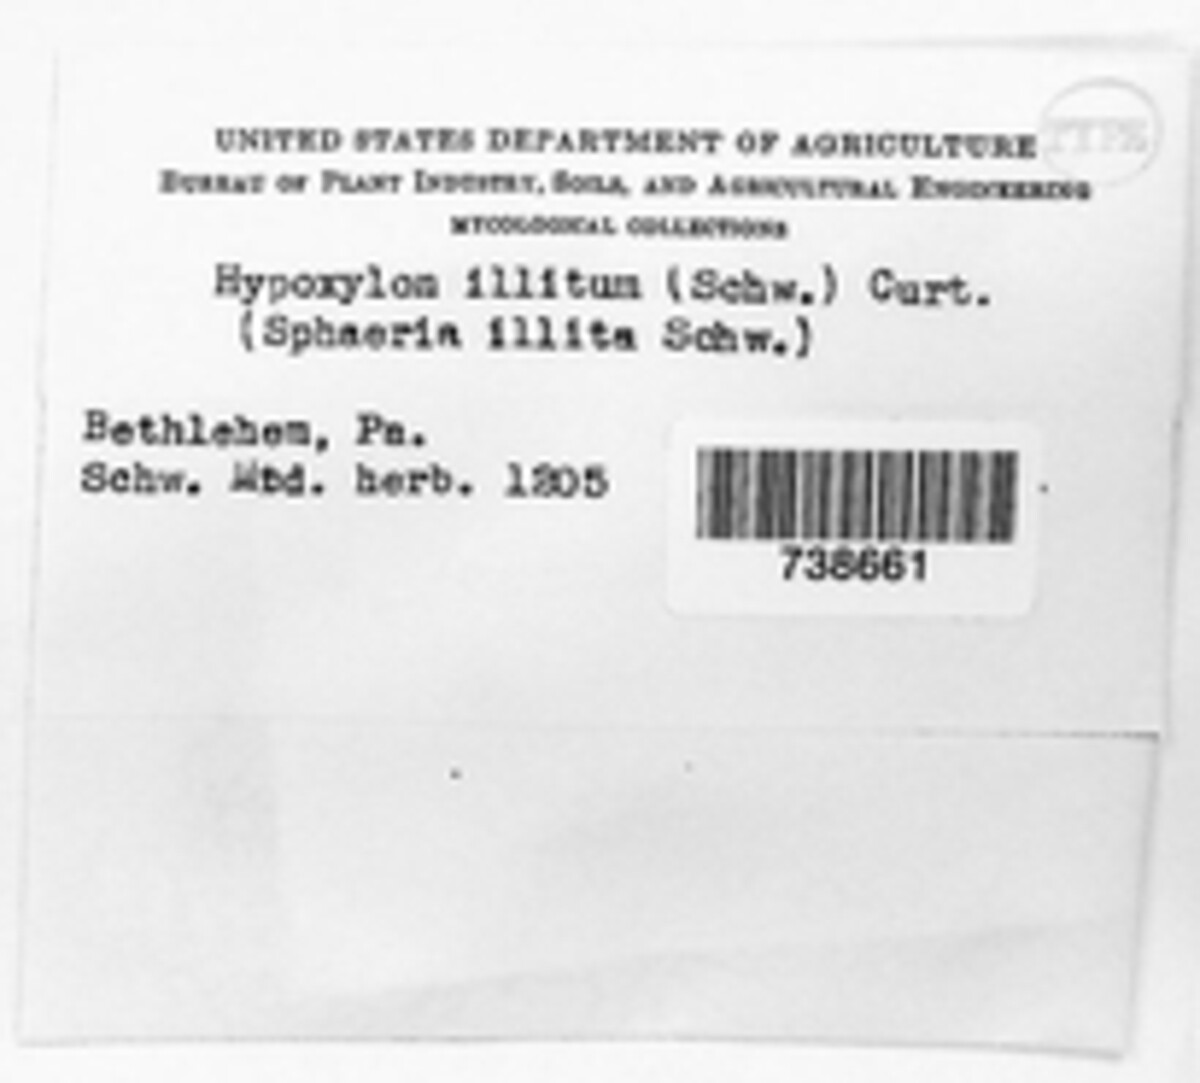 TYPE
UNITED STATES DEPARTMENT OF AGRICULTURE
BUREAU OF PLANT INDUSTRY, SOILS, AND AGRICULTURAL ENGINEERING
MYCOLOGICAL COLLECTIONS
Hypoxylon illitum (Schw.) Curt.
(Sphaeria illita Schw.)
Bethlehem, Pa.
Schw. Mtd. herb. 1205
738661